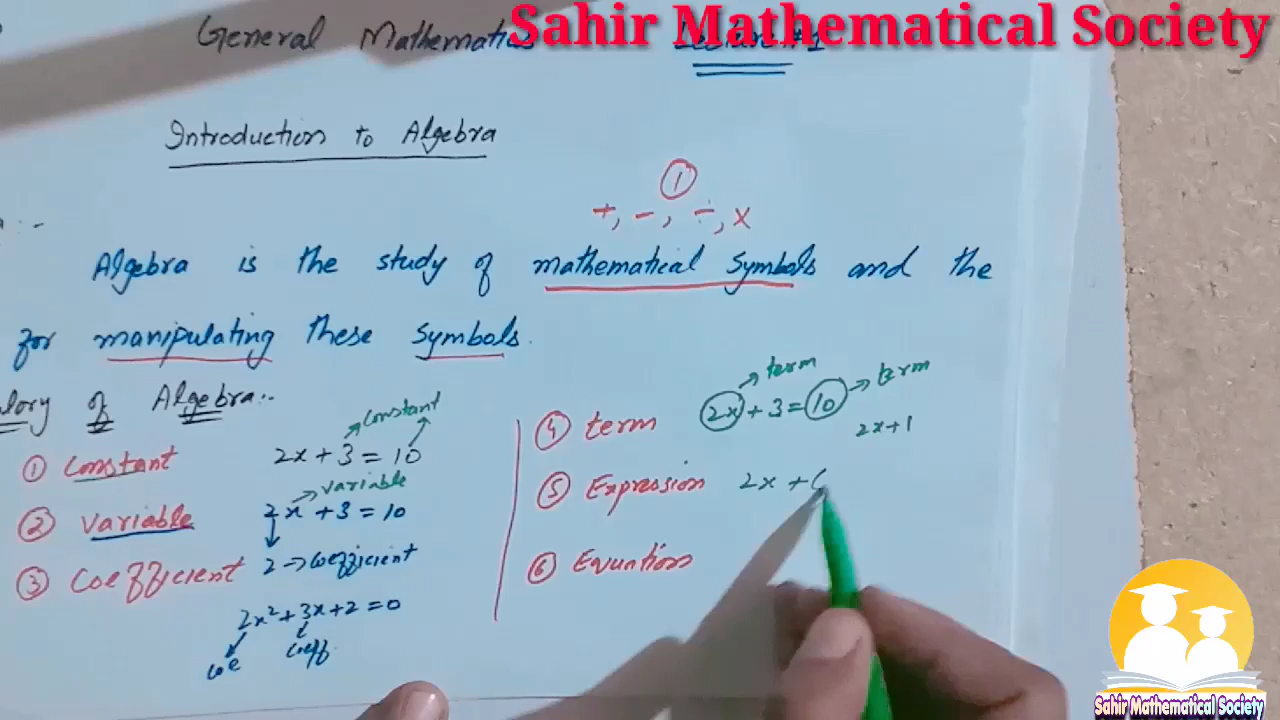 Sahir Mathematical Society
General Mathematics Lecture #1
Introduction to Algebra
①
+, -, ÷, x
Algebra is the study of mathematical symbols and the
for manipulating these symbols.
of Algebra:-
① Constant
2x + 3 = 10
→ Constant
② Variable
→ variable
2x + 3 = 10
③ Coefficient
2 → Coefficient
2x² + 3x + 2 = 0
coe
coeff
④ term
2x + 3 = 10
→ term
→ term
2x + 1
⑤ Expression 2x +
⑥ Equation
Sahir Mathematical Society